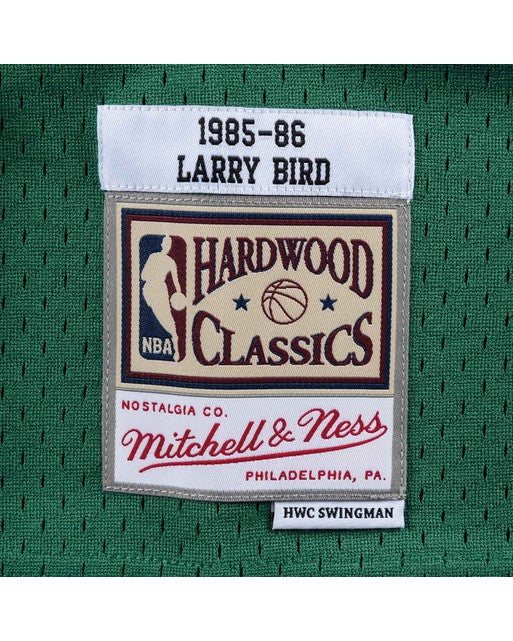 1985-86
LARRY BIRD
HARDWOOD
NBA
CLASSICS
NOSTALGIA CO.
Mitchell & Ness
PHILADELPHIA, PA.
HWC SWINGMAN